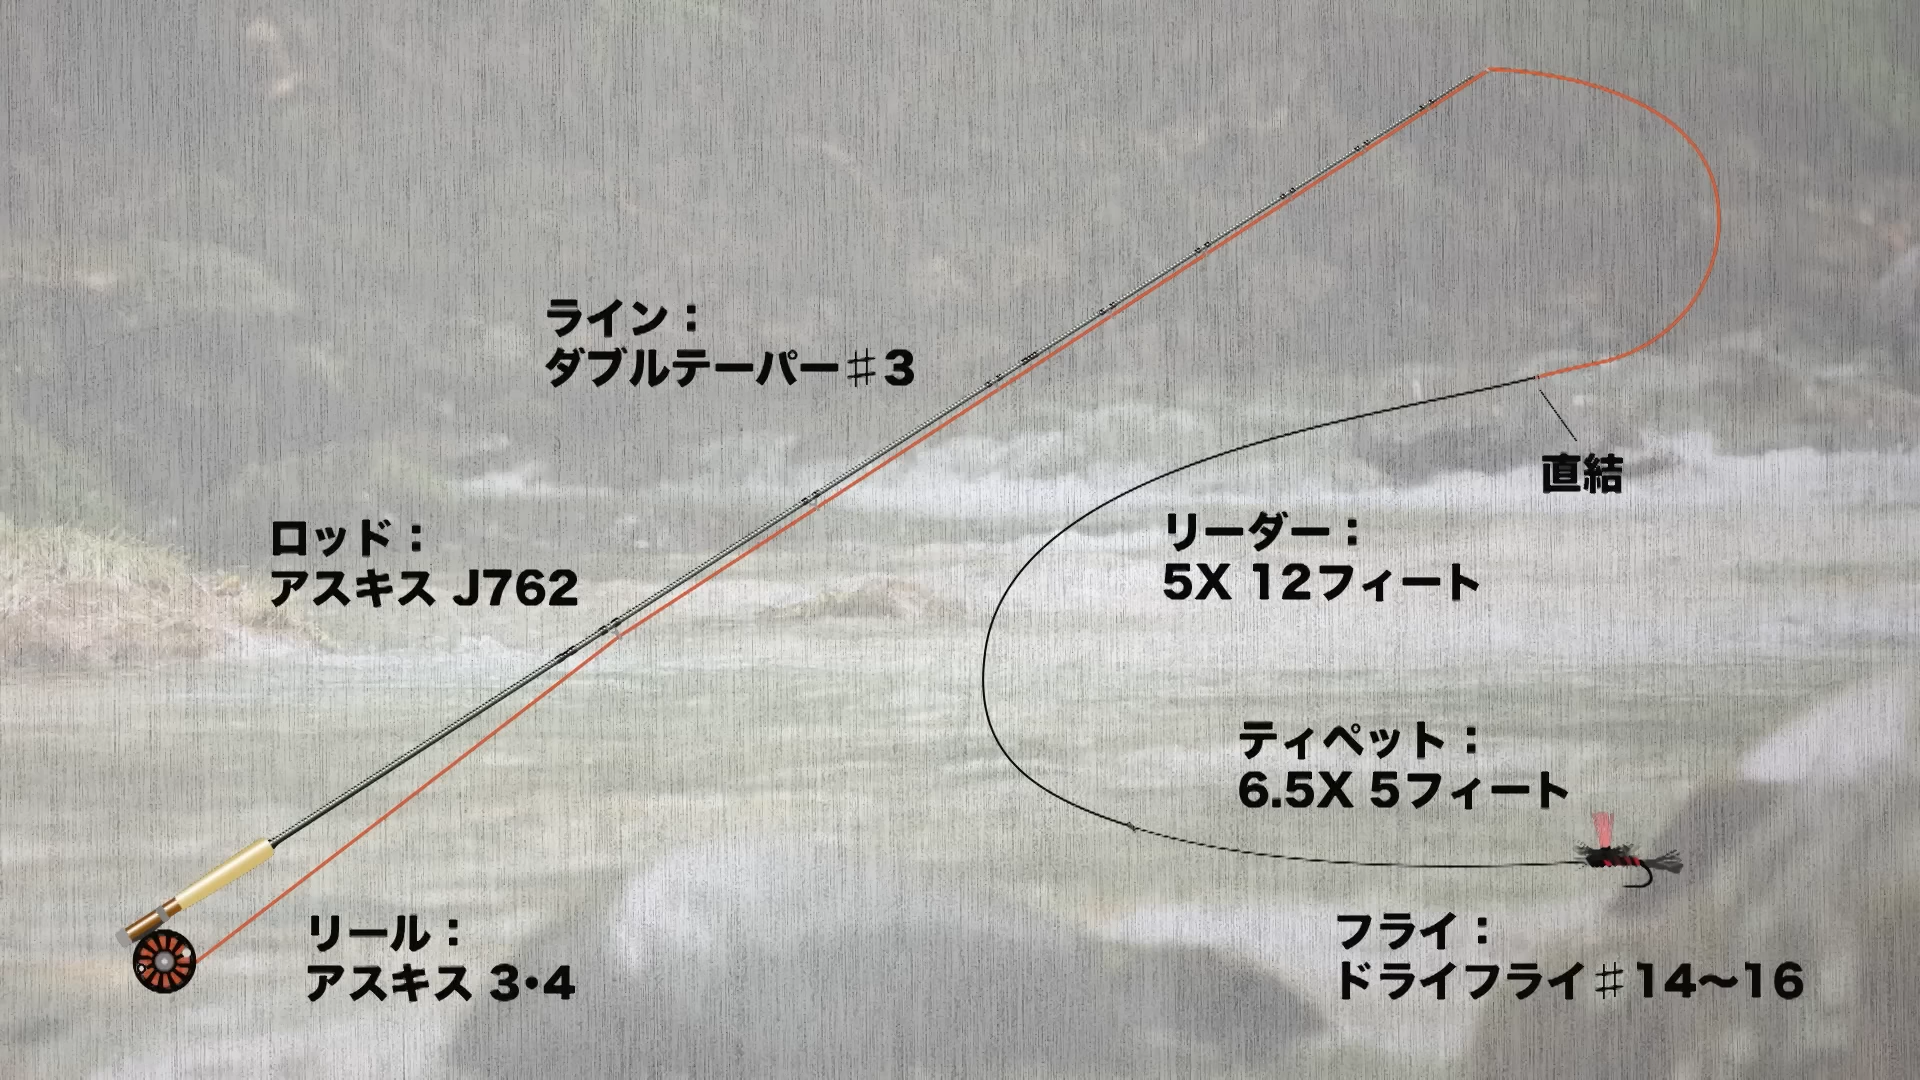 ライン：
ダブルテーパー♯3
ロッド：
アスキス J762
リール：
アスキス 3・4
直結
リーダー：
5X 12フィート
ティペット：
6.5X 5フィート
フライ：
ドライフライ♯14〜16